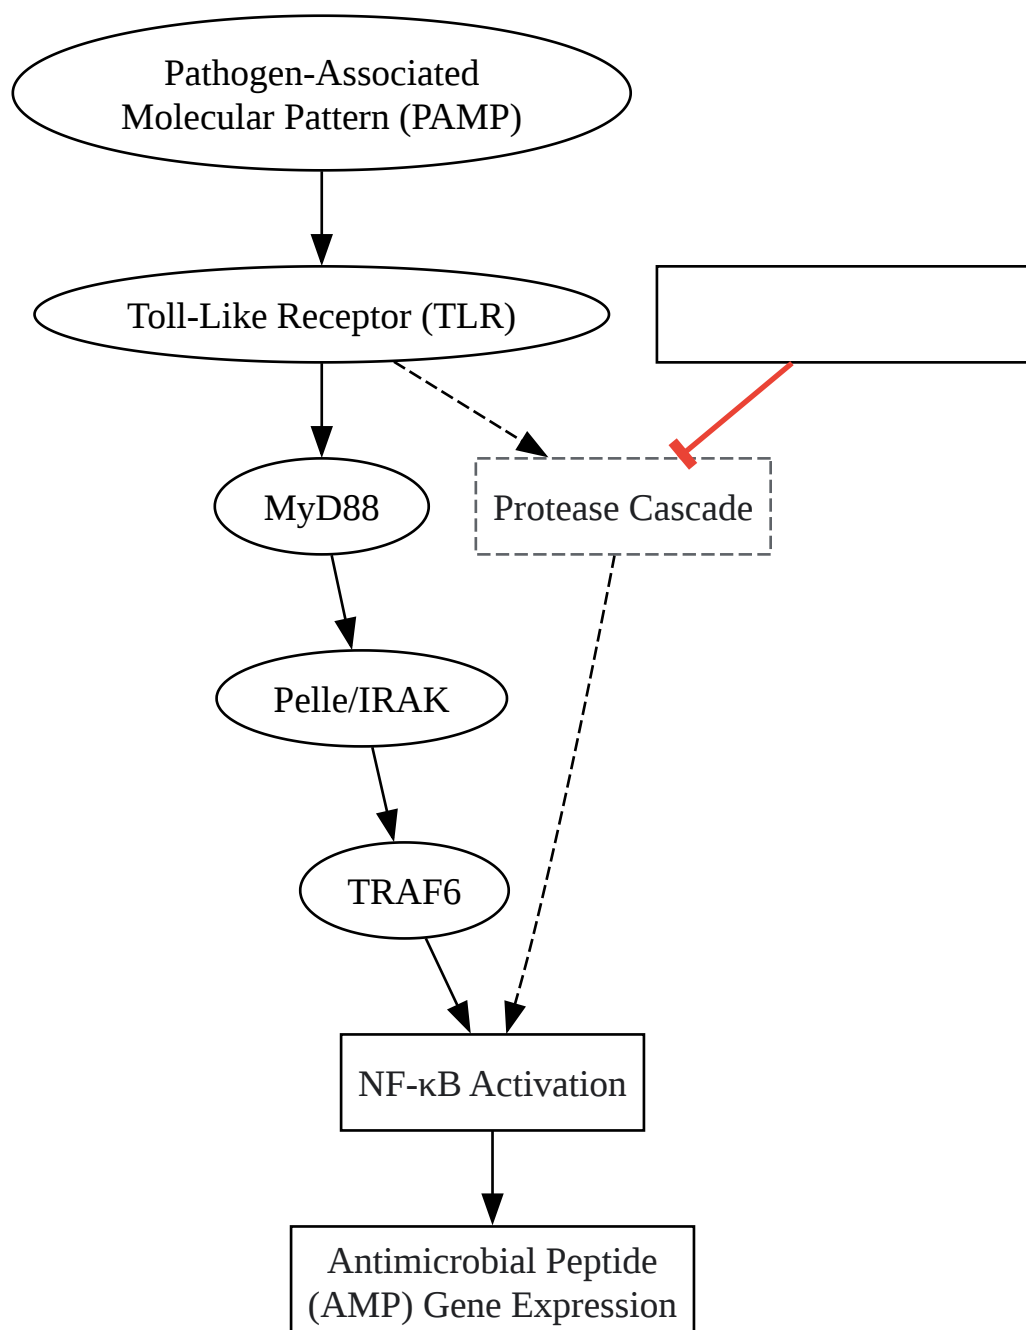 Pathogen-Associated
Molecular Pattern (PAMP)
Toll-Like Receptor (TLR)
MyD88
Protease Cascade
Pelle/IRAK
TRAF6
NF-κB Activation
Antimicrobial Peptide
(AMP) Gene Expression